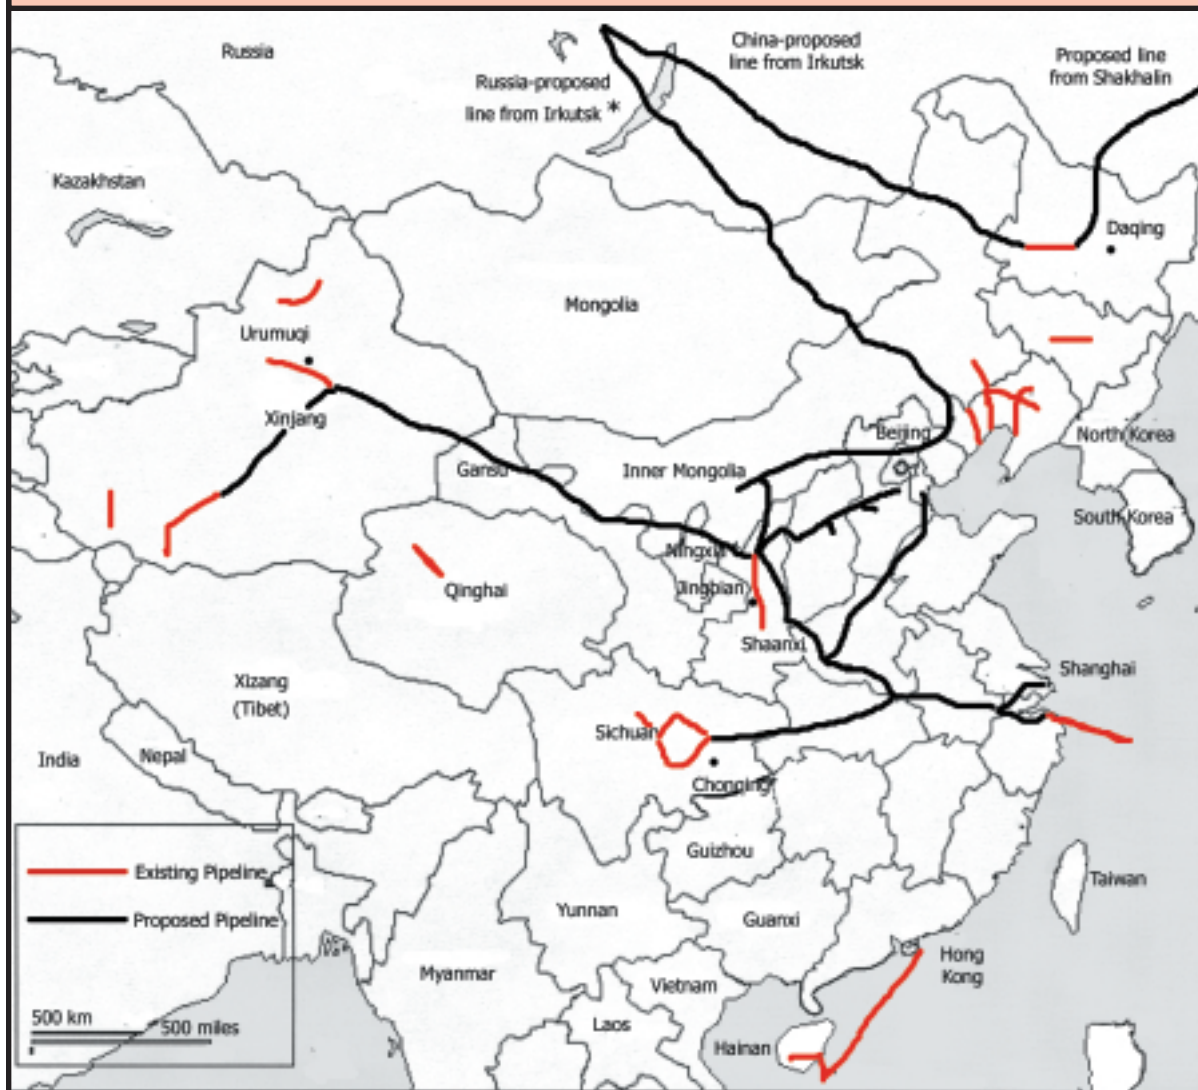 Russia
China-proposed
line from Irkutsk
Proposed line
from Shakhalin
Russia-proposed
line from Irkutsk *
Kazakhstan
Daqing
Mongolia
Urumuqi
Xinjang
Beijing
North Korea
Gansu
Inner Mongolia
South Korea
Ningxia
Jingbian
Qinghai
Shaanxi
Shanghai
Xizang
(Tibet)
Sichuan
India
Nepal
Chonqing
Guizhou
Existing Pipeline
Taiwan
Proposed Pipeline
Yunnan
Guanxi
Hong
Kong
Myanmar
Vietnam
500 km
500 miles
Laos
Hainan